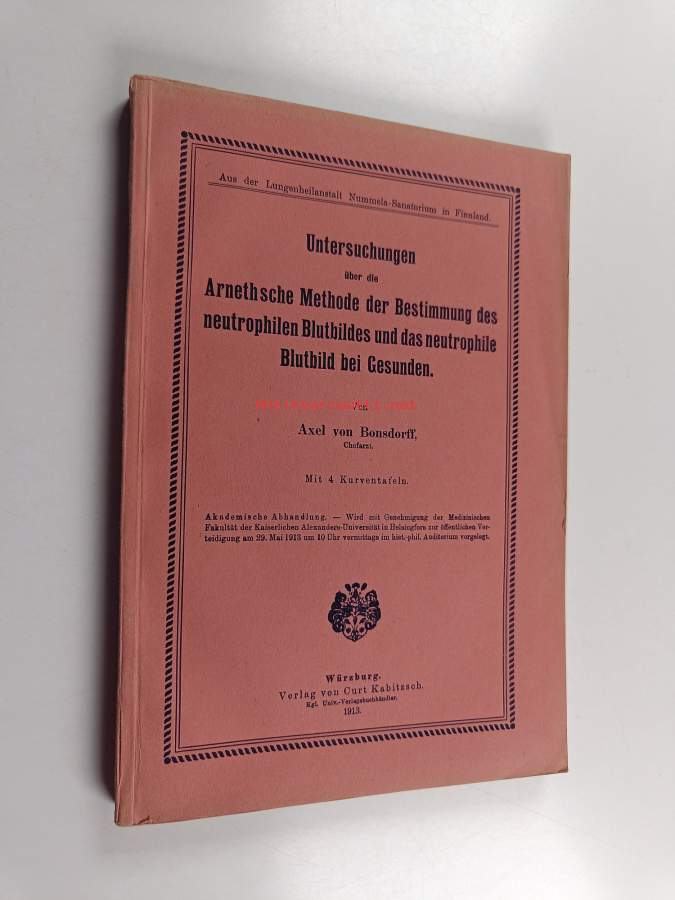 Aus der Lungenheilanstalt Nummela-Sanatorium in Finnland.
Untersuchungen
über die
Arnethsche Methode der Bestimmung des
neutrophilen Blutbildes und das neutrophile
Blutbild bei Gesunden.
Von
Axel von Bonsdorff,
Chefarzt.
Mit 4 Kurventafeln.
Akademische Abhandlung. — Wird mit Genehmigung der Medizinischen
Fakultät der Kaiserlichen Alexanders-Universität in Helsingfors zur öffentlichen Ver-
teidigung am 29. Mai 1913 um 10 Uhr vormittags im hist.-phil. Auditorium vorgelegt.
Würzburg.
Verlag von Curt Kabitzsch.
Kgl. Univ.-Verlagsbuchhändler.
1913.